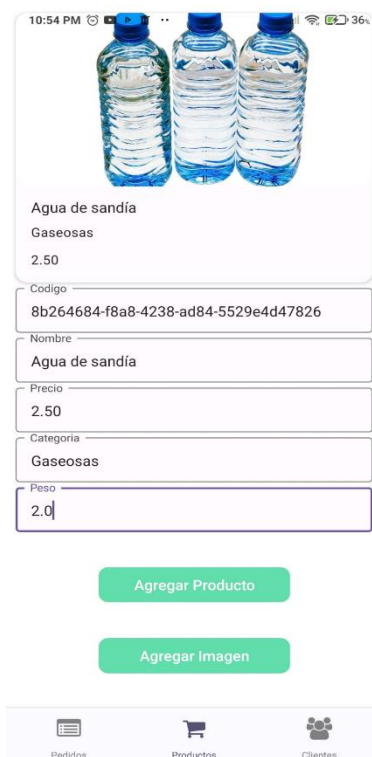 10:54 PM
36%
Agua de sandía
Gaseosas
2.50
Codigo
8b264684-f8a8-4238-ad84-5529e4d47826
Nombre
Agua de sandía
Precio
2.50
Categoria
Gaseosas
Peso
2.0
Agregar Producto
Agregar Imagen
Pedidos
Productos
Clientes